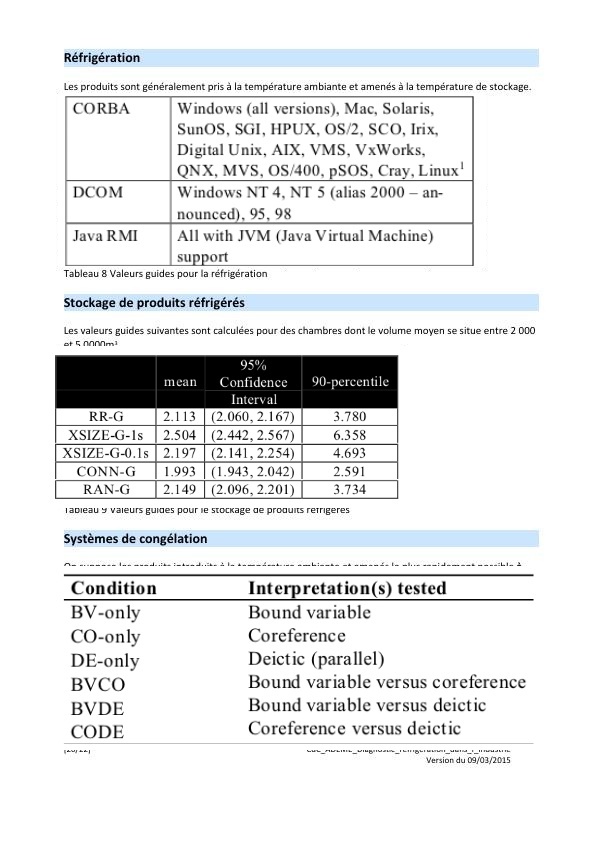 Réfrigération
Les produits sont généralement pris à la température ambiante et amenés à la température de stockage.
CORBA Windows (all versions), Mac, Solaris,
SunOS, SGI, HPUX, OS/2, SCO, Irix,
Digital Unix, AIX, VMS, VxWorks,
QNX, MVS, OS/400, pSOS, Cray, Linux¹
DCOM Windows NT 4, NT 5 (alias 2000 – an-
nounced), 95, 98
Java RMI All with JVM (Java Virtual Machine)
support
Tableau 8 Valeurs guides pour la réfrigération
Stockage de produits réfrigérés
Les valeurs guides suivantes sont calculées pour des chambres dont le volume moyen se situe entre 2 000
et 5 0000m³
mean 95% Confidence Interval 90-percentile
RR-G 2.113 (2.060, 2.167) 3.780
XSIZE-G-1s 2.504 (2.442, 2.567) 6.358
XSIZE-G-0.1s 2.197 (2.141, 2.254) 4.693
CONN-G 1.993 (1.943, 2.042) 2.591
RAN-G 2.149 (2.096, 2.201) 3.734
Tableau 9 Valeurs guides pour le stockage de produits réfrigérés
Systèmes de congélation
On suppose les produits introduits à la température ambiante et amenés le plus rapidement possible à
Condition Interpretation(s) tested
BV-only Bound variable
CO-only Coreference
DE-only Deictic (parallel)
BVCO Bound variable versus coreference
BVDE Bound variable versus deictic
CODE Coreference versus deictic
[20/22] CdC_ADEME_Diagnostic_réfrigération_dans_l_industrie
Version du 09/03/2015